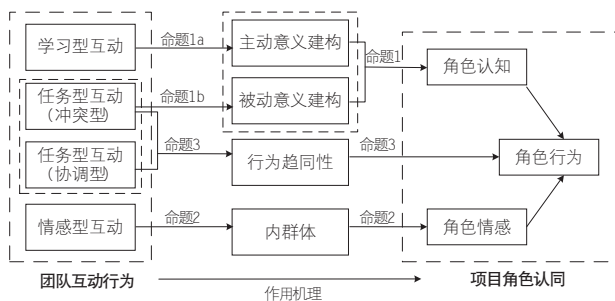 学习型互动
命题1a
主动意义建构
命题1
角色认知
任务型互动
(冲突型)
命题1b
被动意义建构
命题3
任务型互动
(协调型)
行为趋同性
命题3
角色行为
情感型互动
命题2
内群体
命题2
角色情感
团队互动行为
作用机理
项目角色认同